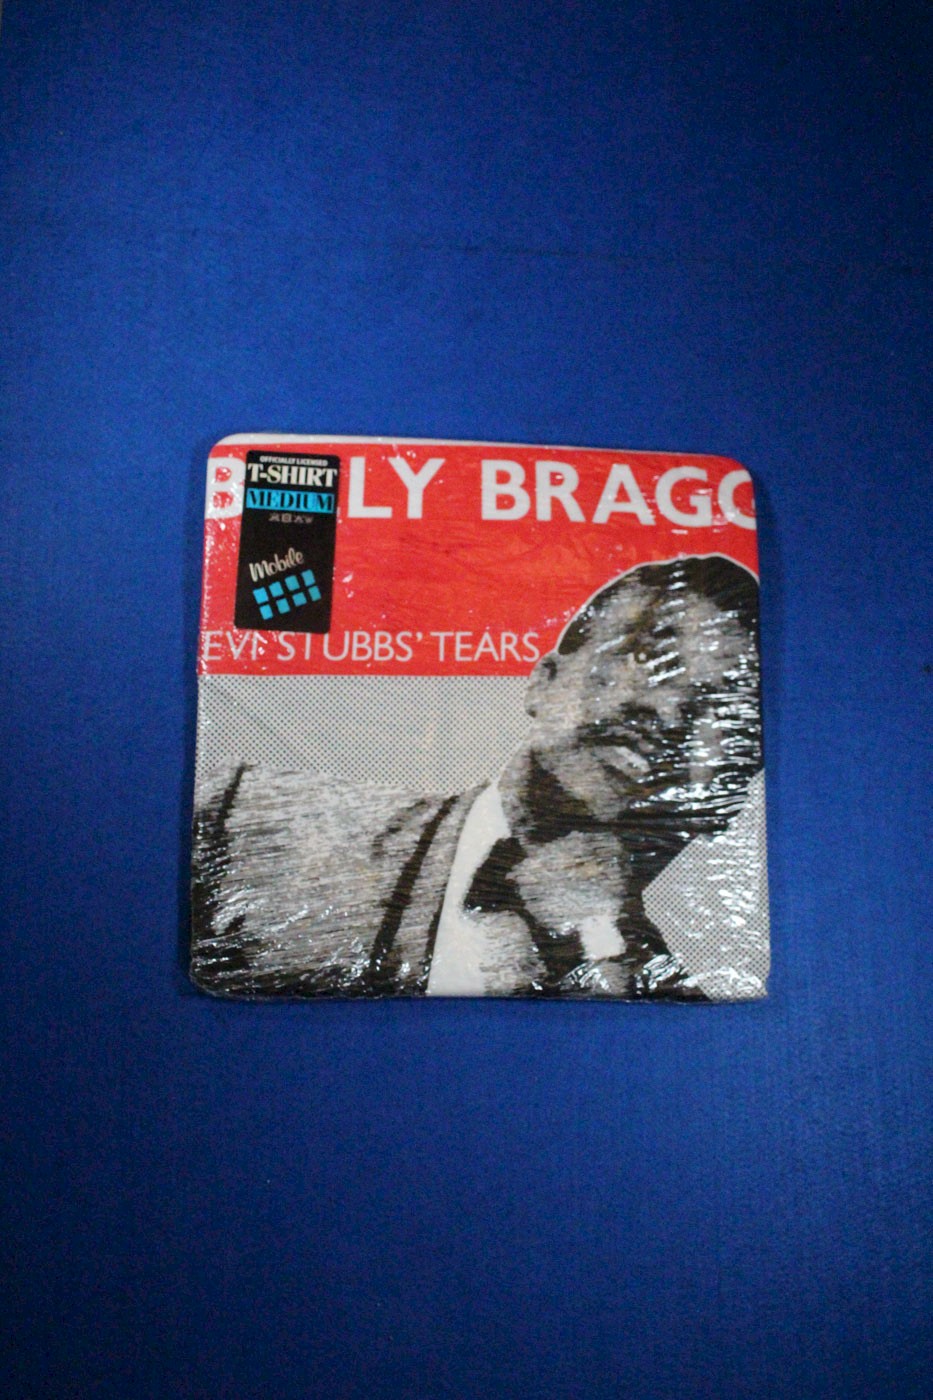 B LY BRAGG
OFFICIALLY LICENSED
T-SHIRT
MEDIUM
Mobile
EVI STUBBS' TEARS